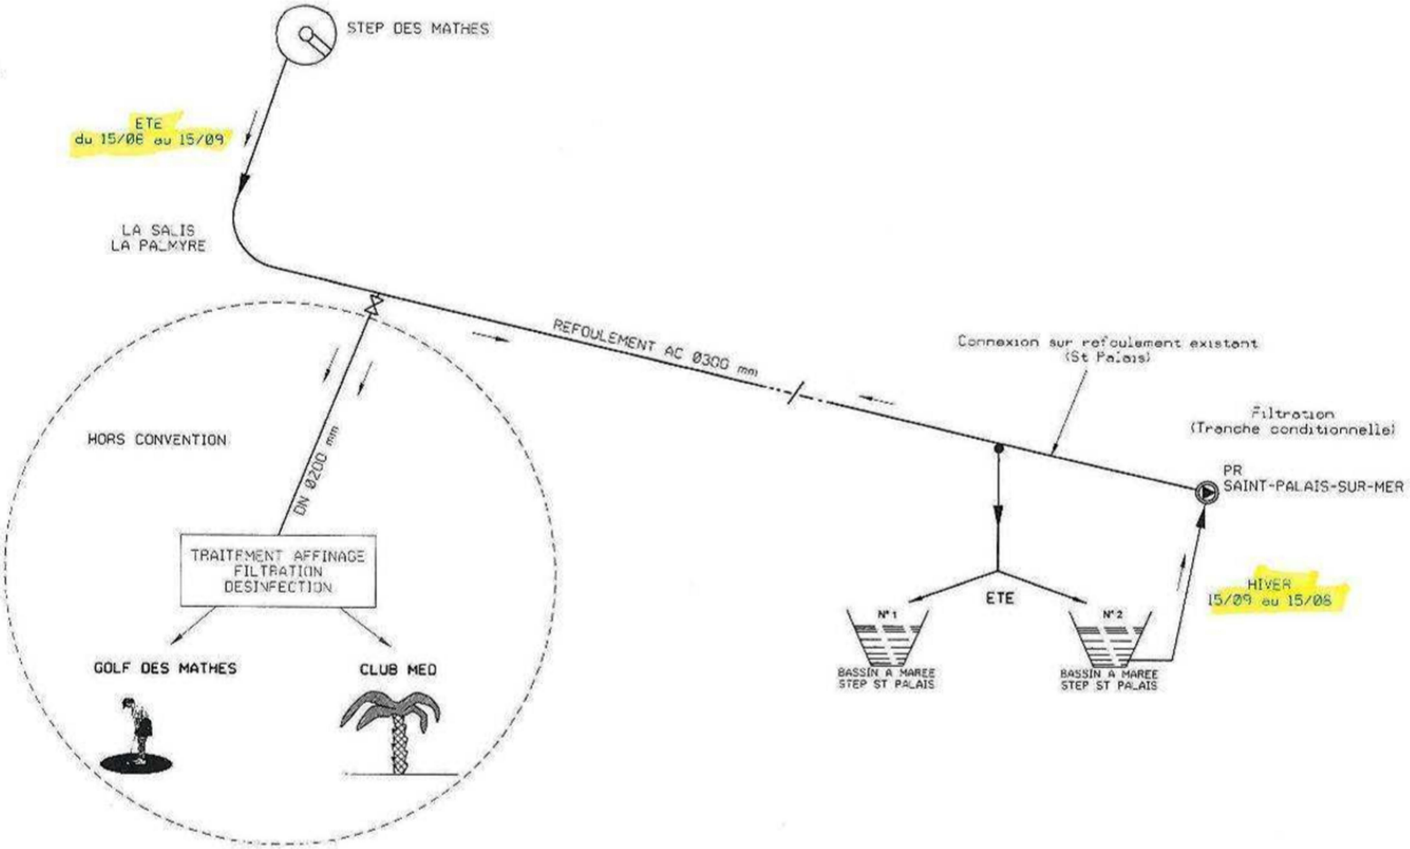 STEP DES MATHES
ETE
du 15/06 au 15/09
LA SALIS
LA PALMYRE
REFOULEMENT AC 0300 mm
Connexion sur refoulement existant
(St Palais)
Filtration
(Tranche conditionnelle)
PR
SAINT-PALAIS-SUR-MER
HORS CONVENTION
DN 0200 mm
TRAITEMENT AFFINAGE
FILTRATION
DESINFECTION
ETE
HIVER
15/09 au 15/06
N° 1
N° 2
BASSIN A MAREE
STEP ST PALAIS
BASSIN A MAREE
STEP ST PALAIS
GOLF DES MATHES
CLUB MED